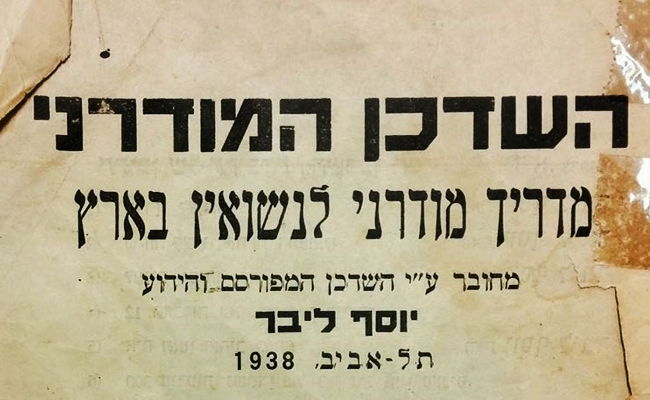 השדכן המודרני
מדריך מודרני לנשואין בארץ
מחובר ע״י השדכן המפורסם והידוע
יוסף ליבר
תל-אביב, 1938